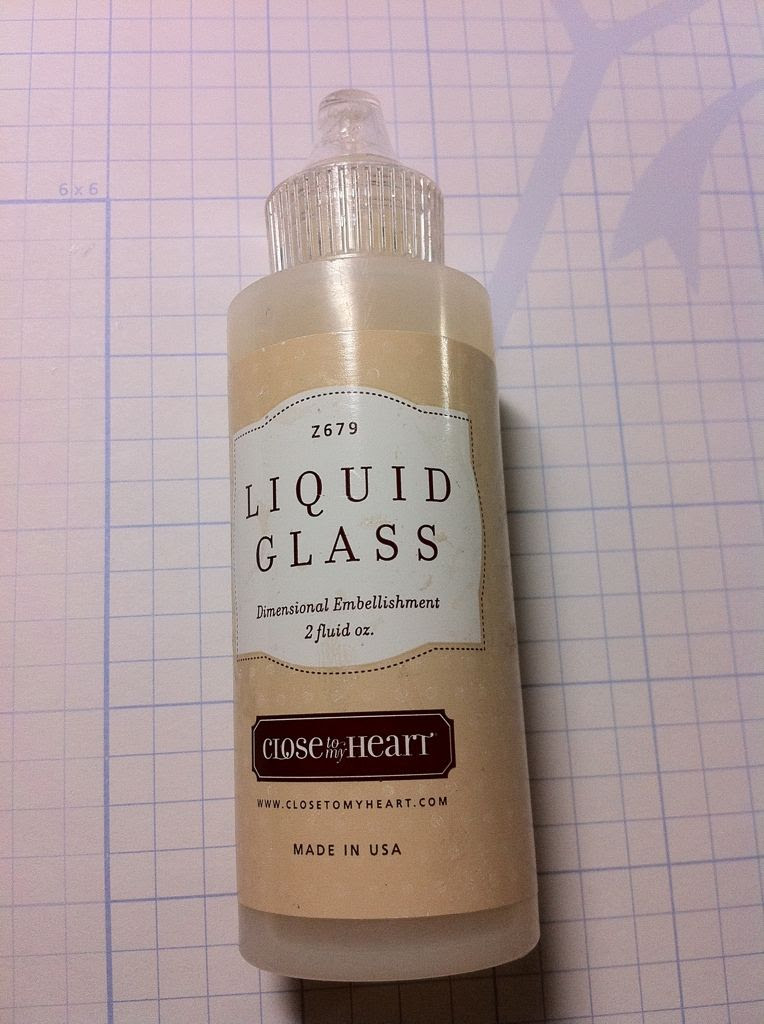 6 x 6
Z679
LIQUID
GLASS
Dimensional Embellishment
2 fluid oz.
CLOSE to my HEART
WWW.CLOSETOMYHEART.COM
MADE IN USA